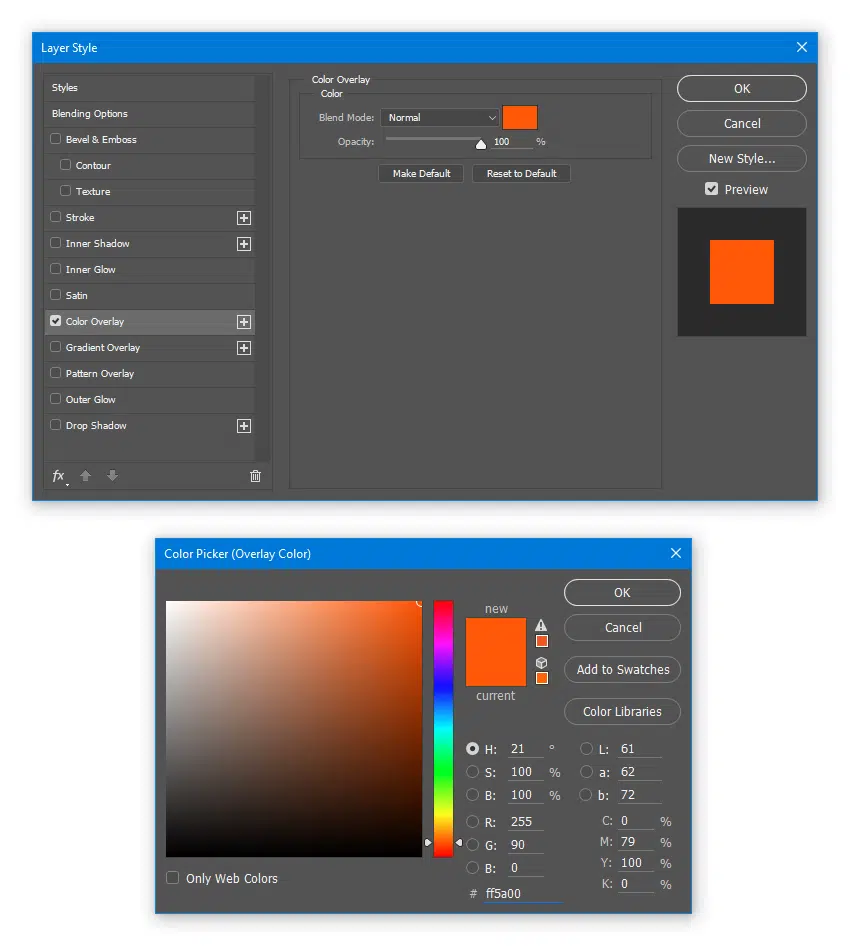 Layer Style
Styles
Blending Options
Bevel & Emboss
Contour
Texture
Stroke
Inner Shadow
Inner Glow
Satin
Color Overlay
Gradient Overlay
Pattern Overlay
Outer Glow
Drop Shadow
fx
Color Overlay
Color
Blend Mode: Normal
Opacity: 100 %
Make Default Reset to Default
OK
Cancel
New Style...
Preview
Color Picker (Overlay Color)
new
current
OK
Cancel
Add to Swatches
Color Libraries
H: 21 °
S: 100 %
B: 100 %
R: 255
G: 90
B: 0
# ff5a00
L: 61
a: 62
b: 72
C: 0 %
M: 79 %
Y: 100 %
K: 0 %
Only Web Colors